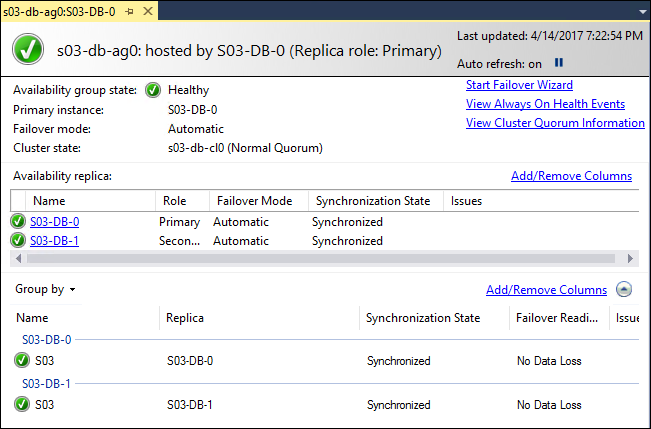 s03-db-ag0:S03-DB-0
s03-db-ag0: hosted by S03-DB-0 (Replica role: Primary)
Last updated: 4/14/2017 7:22:54 PM
Auto refresh: on
Availability group state: Healthy
Primary instance: S03-DB-0
Failover mode: Automatic
Cluster state: s03-db-cl0 (Normal Quorum)
Start Failover Wizard
View Always On Health Events
View Cluster Quorum Information
Availability replica: Add/Remove Columns
Name Role Failover Mode Synchronization State Issues
S03-DB-0 Primary Automatic Synchronized
S03-DB-1 Secon... Automatic Synchronized
Group by Add/Remove Columns
Name Replica Synchronization State Failover Readi... Issue
S03-DB-0
S03 S03-DB-0 Synchronized No Data Loss
S03-DB-1
S03 S03-DB-1 Synchronized No Data Loss